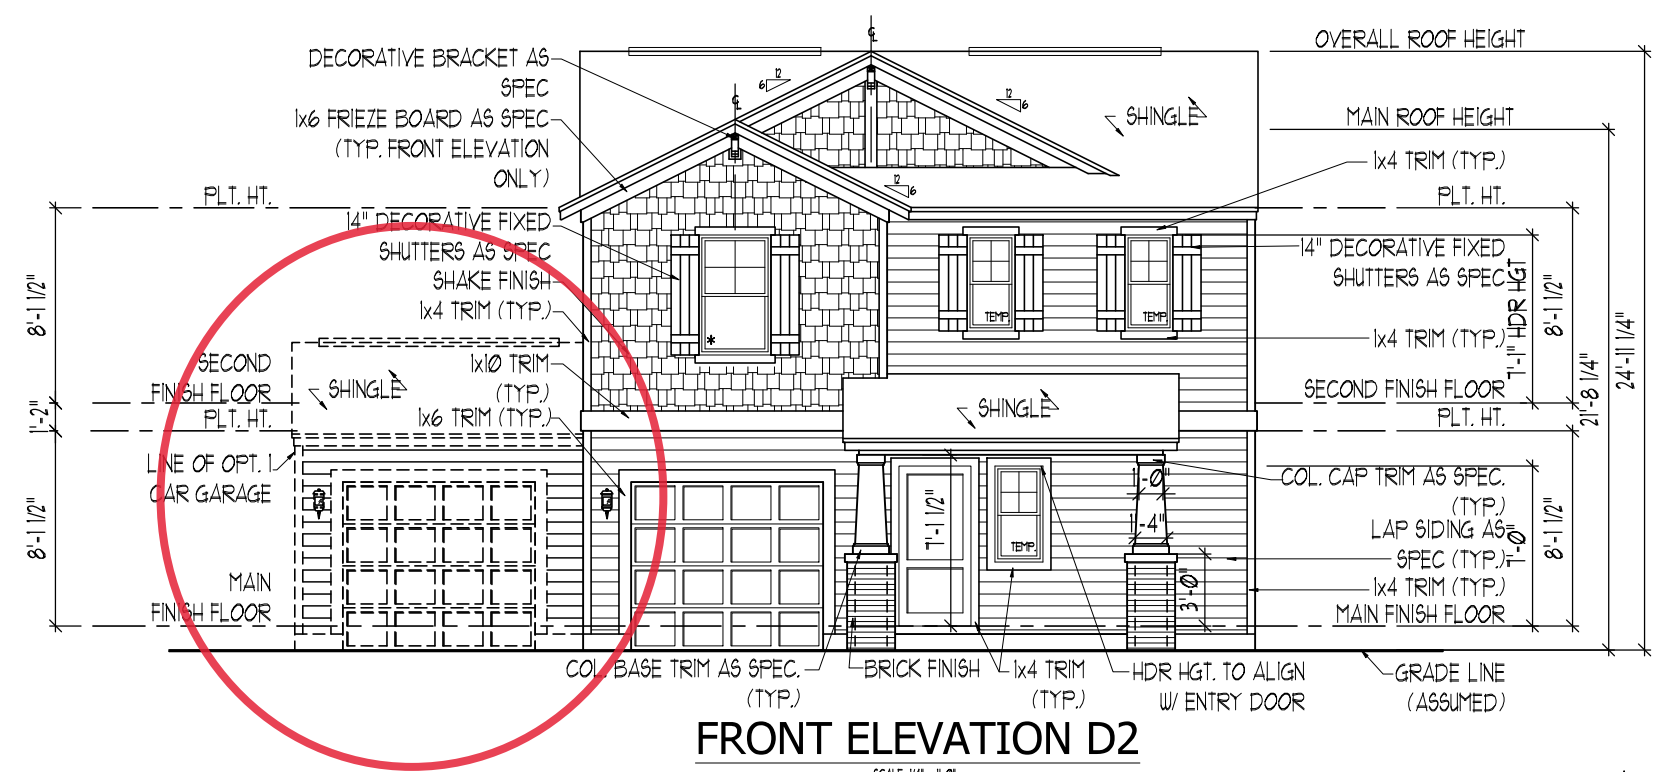 DECORATIVE BRACKET AS
SPEC
1x6 FRIEZE BOARD AS SPEC
(TYP. FRONT ELEVATION
ONLY)
PLT. HT.
14" DECORATIVE FIXED
SHUTTERS AS SPEC
SHAKE FINISH
1x4 TRIM (TYP.)
1x10 TRIM
(TYP.)
1x6 TRIM (TYP.)
SECOND
FINISH FLOOR
PLT. HT.
SHINGLE
LINE OF OPT. 1
CAR GARAGE
MAIN
FINISH FLOOR
8'-1 1/2"
1'-2"
8'-1 1/2"
12
6
12
6
12
6
SHINGLE
SHINGLE
TEMP.
TEMP.
TEMP.
*
7'-1 1/2"
1'-0"
1'-4"
3'-0"
OVERALL ROOF HEIGHT
MAIN ROOF HEIGHT
1x4 TRIM (TYP.)
PLT. HT.
14" DECORATIVE FIXED
SHUTTERS AS SPEC
1x4 TRIM (TYP.)
SECOND FINISH FLOOR
PLT. HT.
COL. CAP TRIM AS SPEC.
(TYP.)
LAP SIDING AS
SPEC (TYP.)
1x4 TRIM (TYP.)
MAIN FINISH FLOOR
7'-1" HDR HGT
8'-1 1/2"
21'-8 1/4"
24'-11 1/4"
7'-0"
8'-1 1/2"
COL. BASE TRIM AS SPEC.
(TYP.)
BRICK FINISH
1x4 TRIM
(TYP.)
HDR HGT. TO ALIGN
W/ ENTRY DOOR
GRADE LINE
(ASSUMED)
FRONT ELEVATION D2